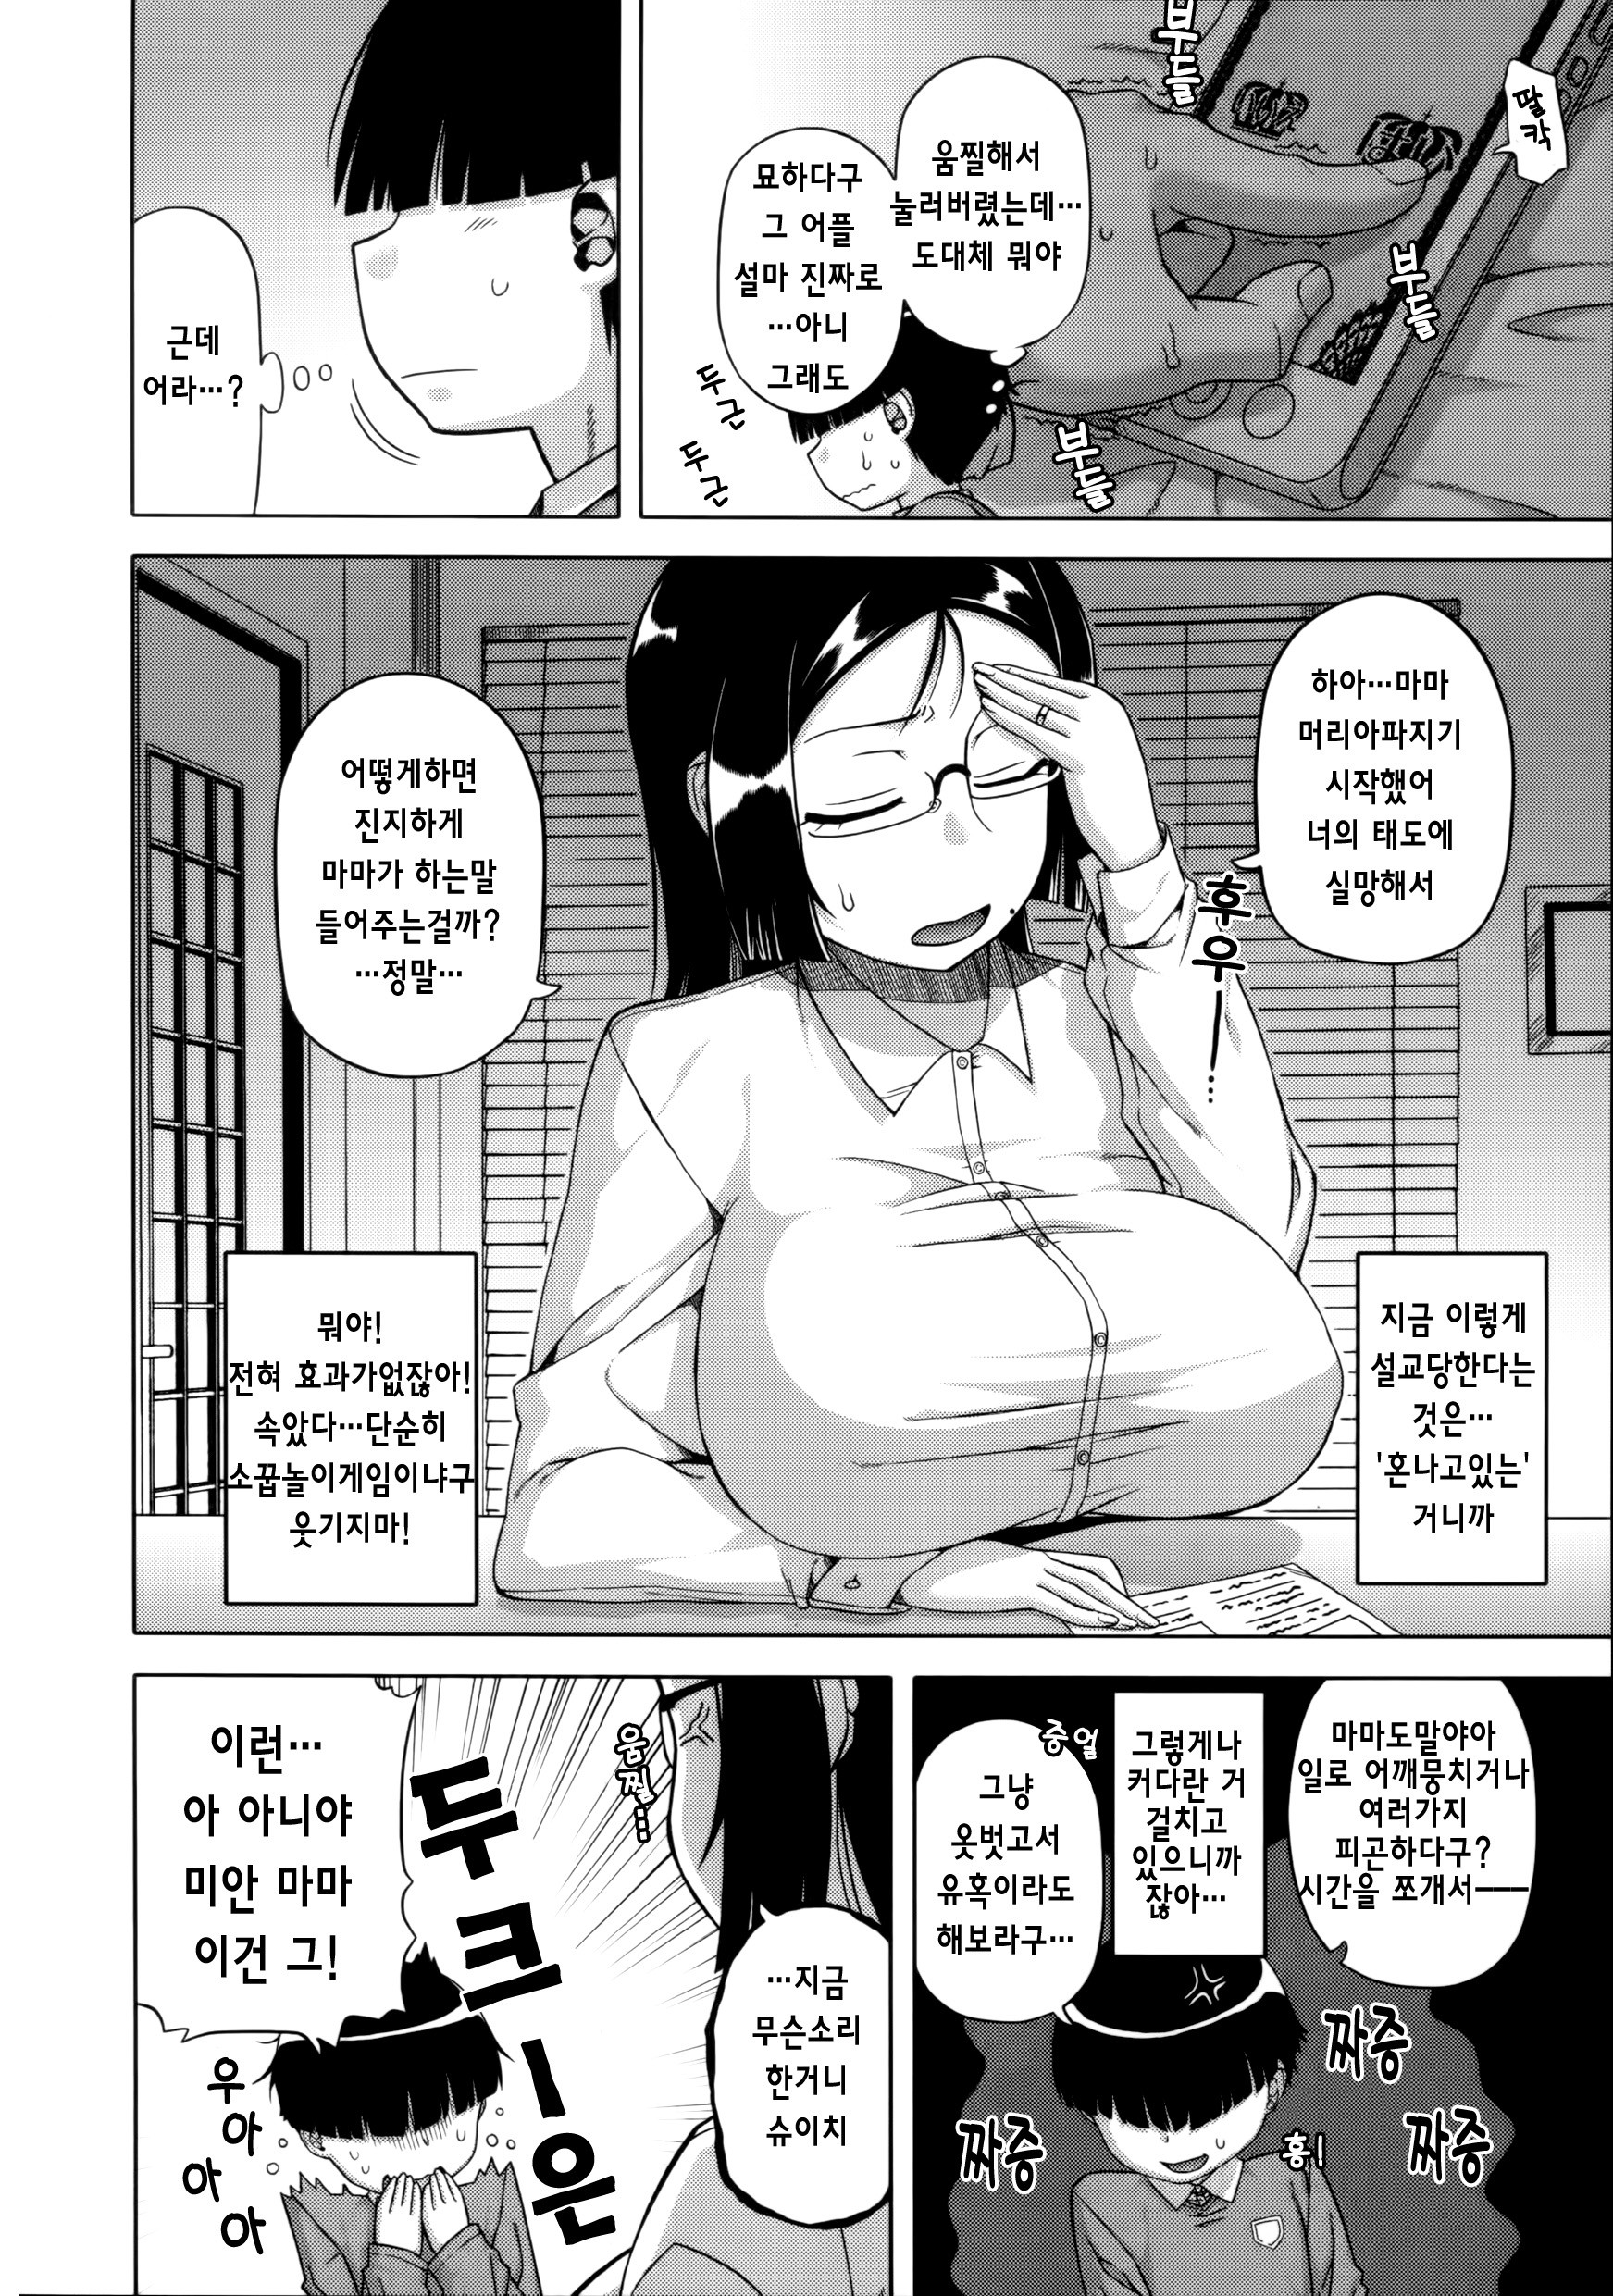 부들
딸칵
움찔해서
눌러버렸는데…
도대체 뭐야
묘하다구
그 어플
설마 진짜로
…아니
그래도
부들
부들
두근
두근
근데
어라…?
하아…마마
머리아파지기
시작했어
너의 태도에
실망해서
후우ー…
어떻게하면
진지하게
마마가 하는말
들어주는걸까?
…정말…
지금 이렇게
설교당한다는
것은…
'혼나고있는'
거니까
뭐야!
전혀 효과가없잖아!
속았다…단순히
소꿉놀이게임이냐구
웃기지마!
마마도말야아
일로 어깨뭉치거나
여러가지
피곤하다구?
시간을 쪼개서ーーー
그렇게나
커다란 거
걸치고
있으니까
잖아…
중얼
그냥
옷벗고서
유혹이라도
해보라구…
짜증
짜증
짜증
흥!
움찔…
…지금
무슨소리
한거니
슈이치
두크ー은
이런…
아 아니야
미안 마마
이건 그!
우아아아